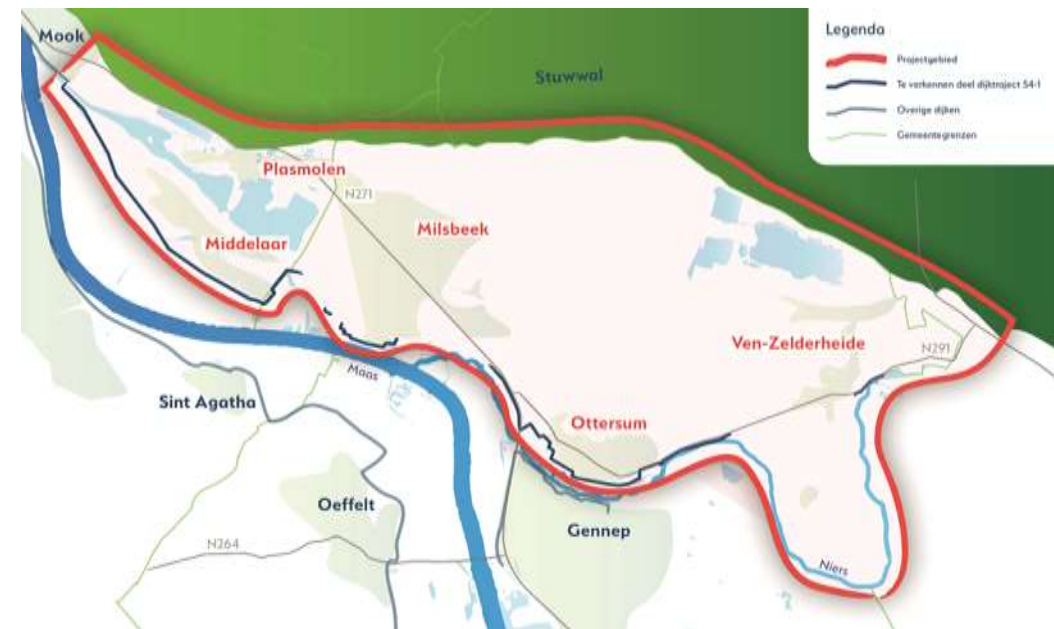 Mook
Legenda
Projectgebied
Te verkennen deel dijktraject 54-1
Overige dijken
Gemeentegrenzen
Stuwwal
Plasmolen
N271
Middelaar
Milsbeek
Ven-Zelderheide
N291
Maas
Sint Agatha
Ottersum
Oeffelt
Gennep
N264
Niers